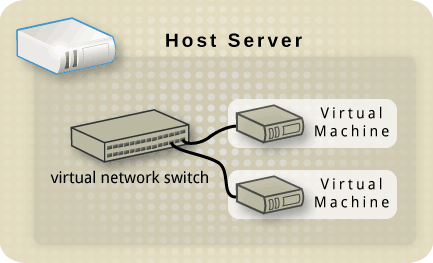 Host Server
Virtual
Machine
virtual network switch
Virtual
Machine